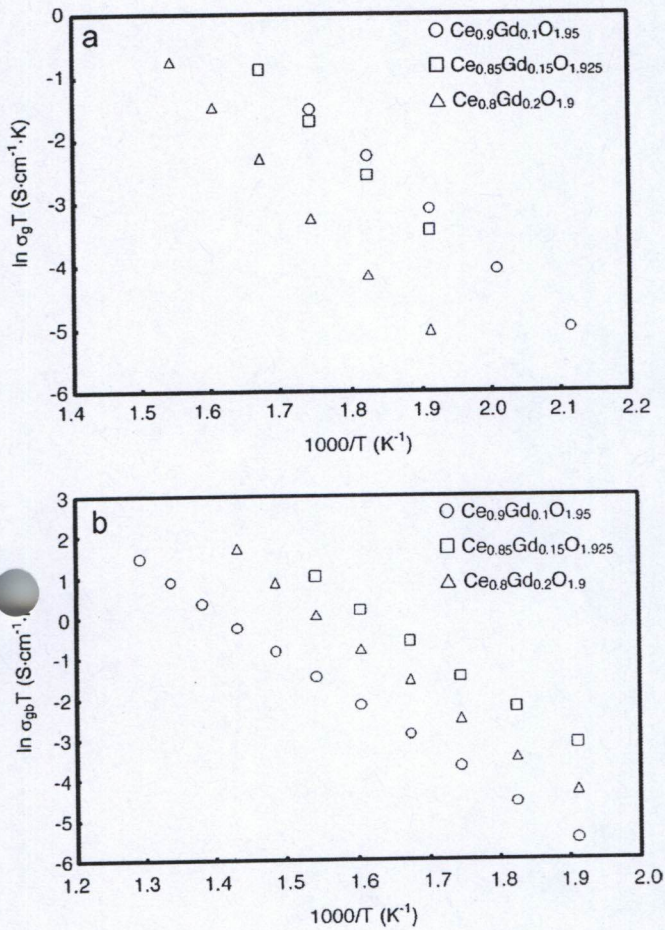 a
○ Ce0.9Gd0.1O1.95
□ Ce0.85Gd0.15O1.925
△ Ce0.8Gd0.2O1.9
ln σgT (S·cm-1·K)
0
-1
-2
-3
-4
-5
-6
1.4 1.5 1.6 1.7 1.8 1.9 2.0 2.1 2.2
1000/T (K-1)
b
○ Ce0.9Gd0.1O1.95
□ Ce0.85Gd0.15O1.925
△ Ce0.8Gd0.2O1.9
ln σgbT (S·cm-1·
3
2
1
0
-1
-2
-3
-4
-5
-6
1.2 1.3 1.4 1.5 1.6 1.7 1.8 1.9 2.0
1000/T (K-1)